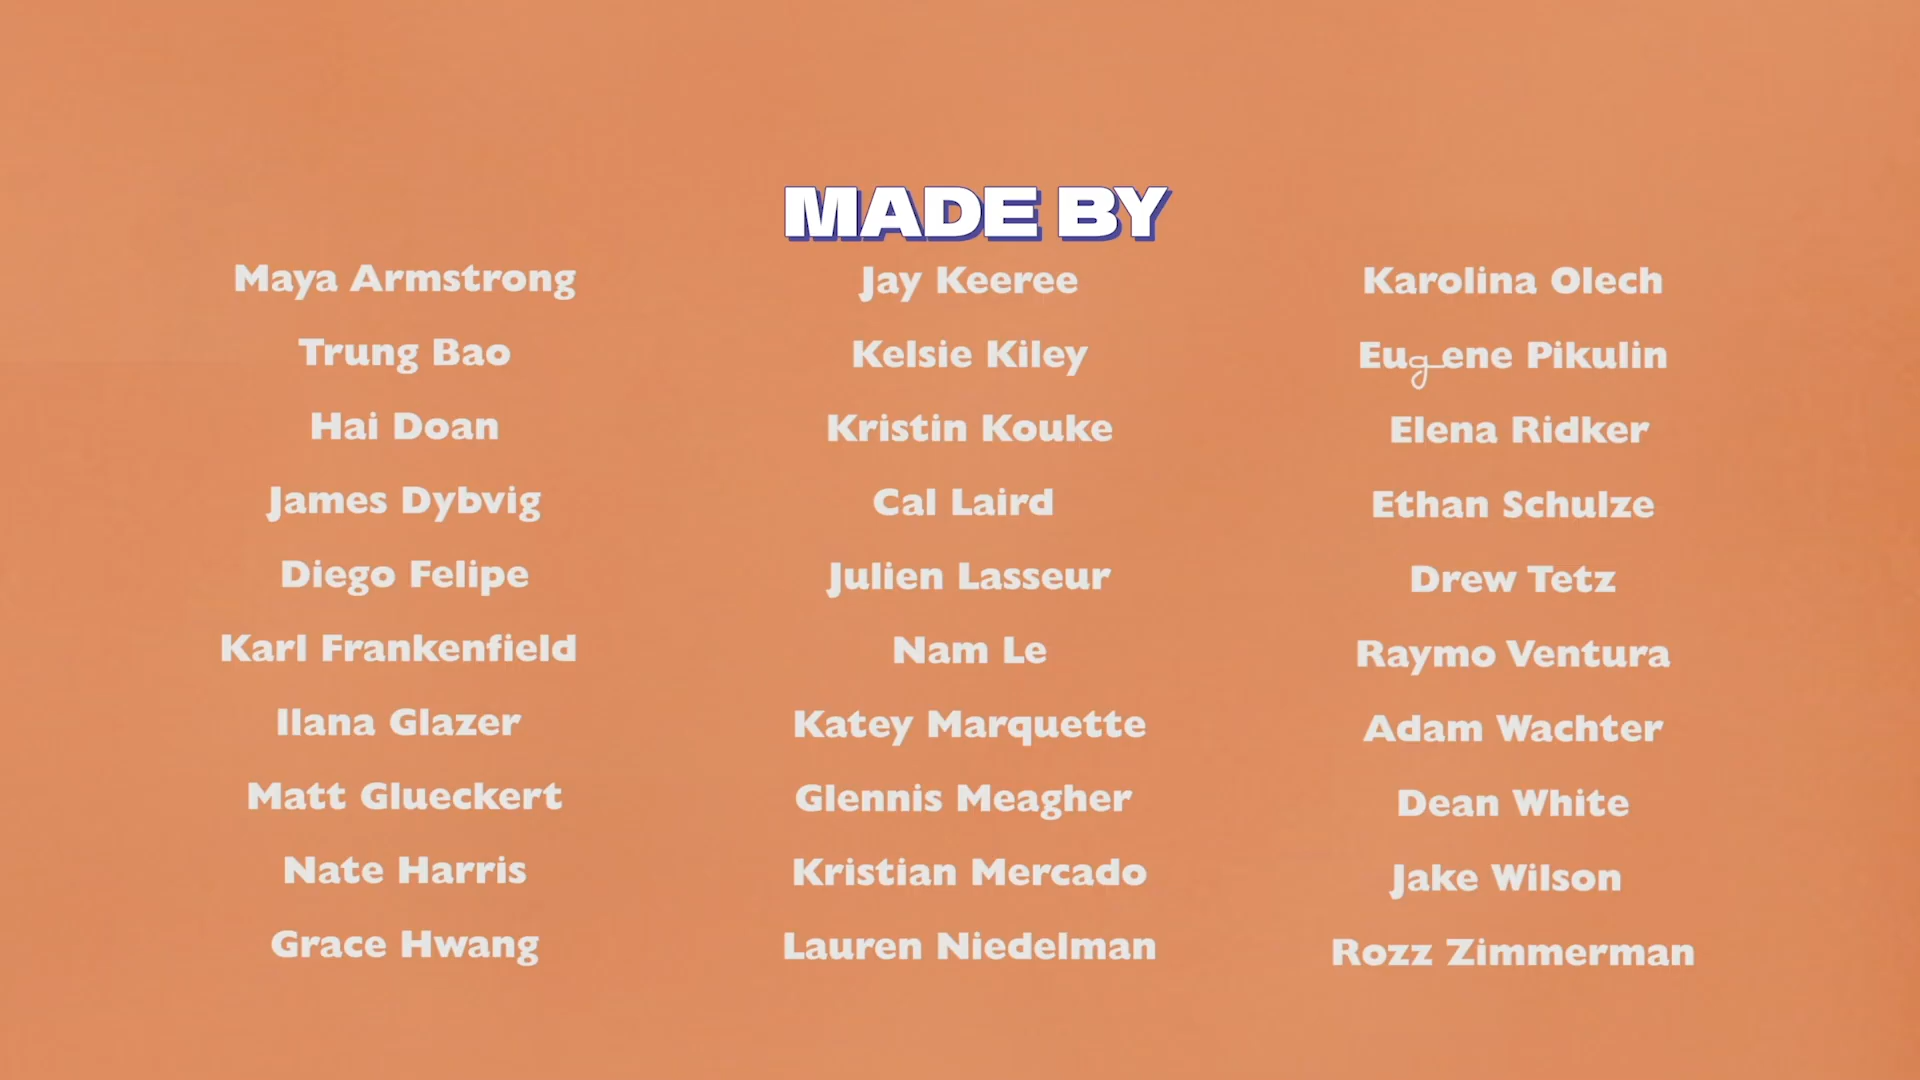 MADE BY
Maya Armstrong
Trung Bao
Hai Doan
James Dybvig
Diego Felipe
Karl Frankenfield
Ilana Glazer
Matt Glueckert
Nate Harris
Grace Hwang
Jay Keeree
Kelsie Kiley
Kristin Kouke
Cal Laird
Julien Lasseur
Nam Le
Katey Marquette
Glennis Meagher
Kristian Mercado
Lauren Niedelman
Karolina Olech
Eugene Pikulin
Elena Ridker
Ethan Schulze
Drew Tetz
Raymo Ventura
Adam Wachter
Dean White
Jake Wilson
Rozz Zimmerman